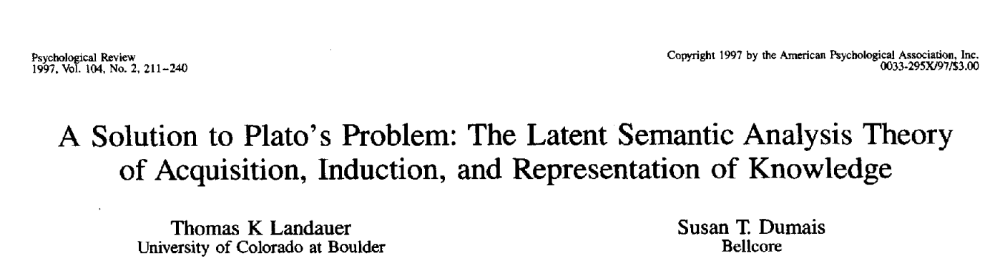 Psychological Review
1997, Vol. 104, No. 2, 211–240
Copyright 1997 by the American Psychological Association, Inc.
0033-295X/97/$3.00
A Solution to Plato's Problem: The Latent Semantic Analysis Theory
of Acquisition, Induction, and Representation of Knowledge
Thomas K Landauer
University of Colorado at Boulder
Susan T. Dumais
Bellcore